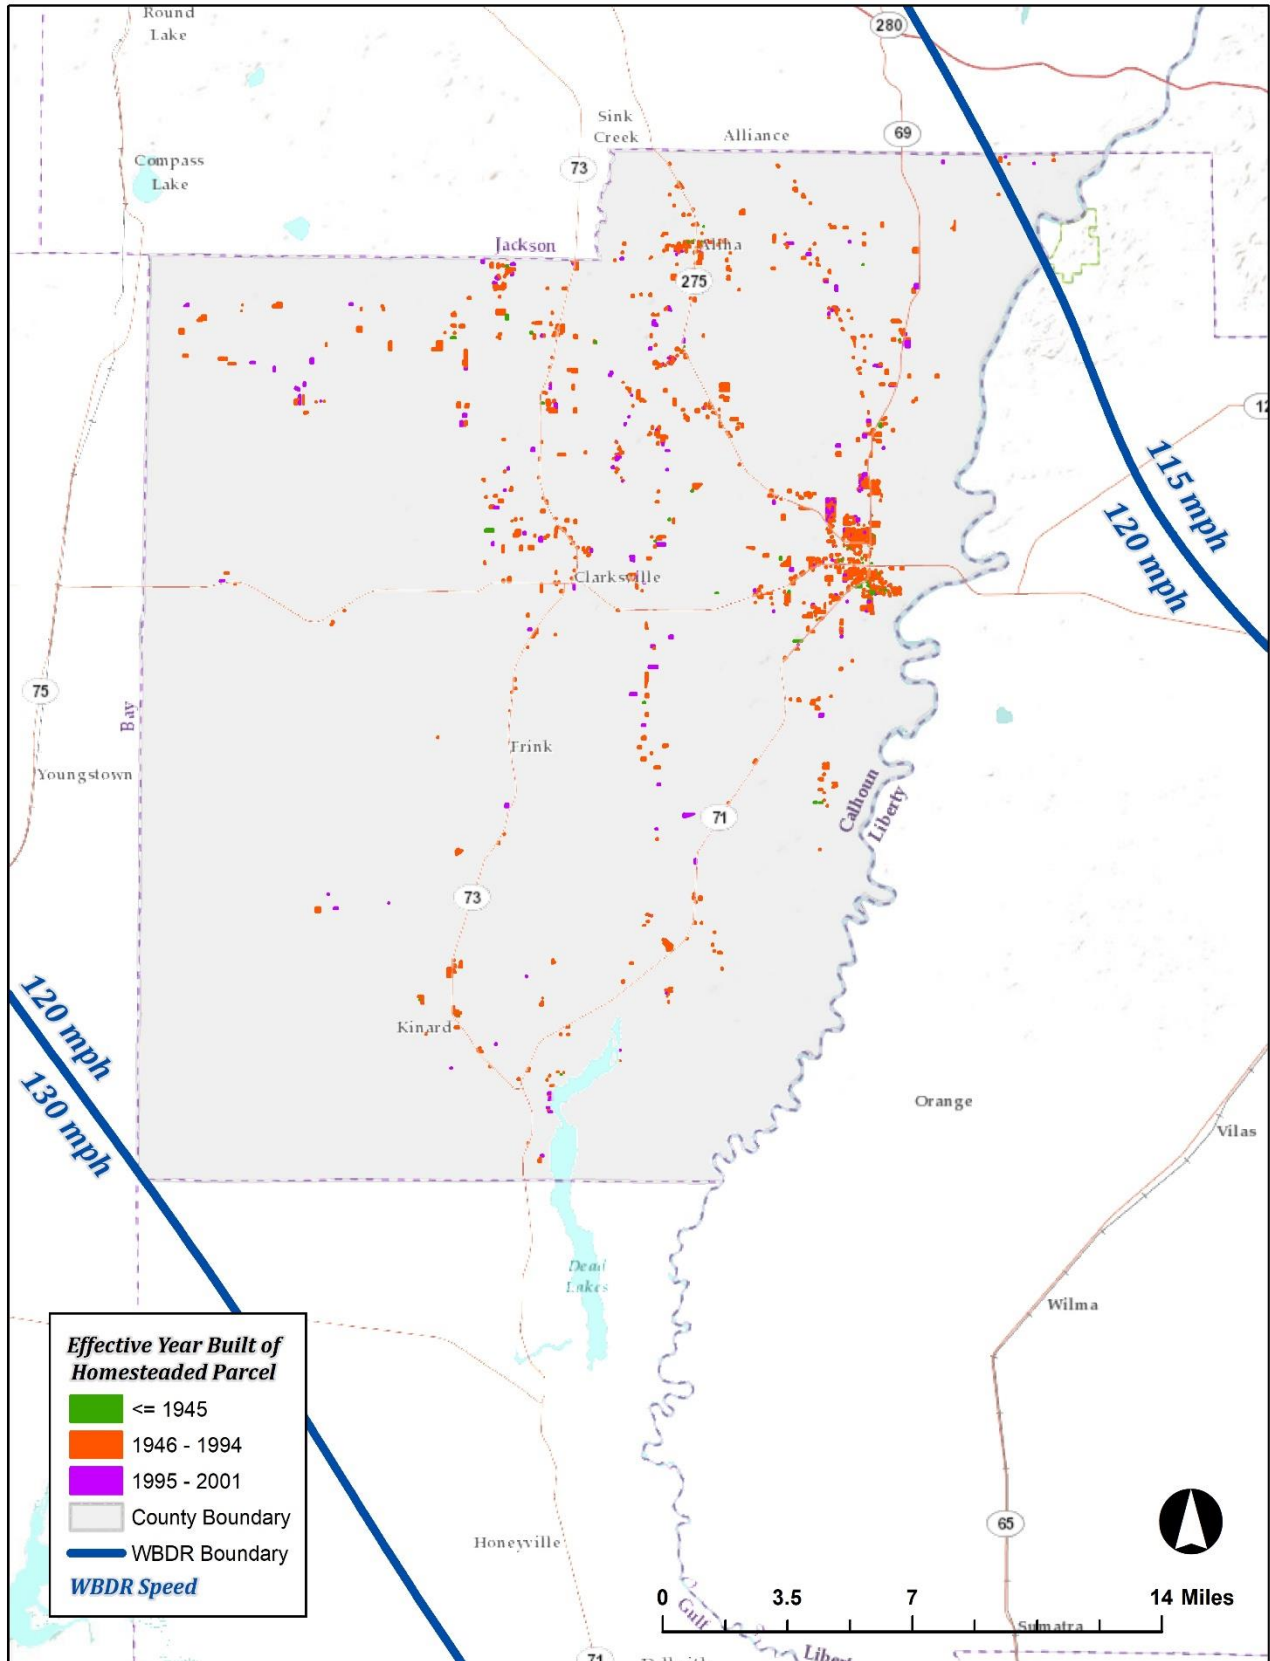 Round
Lake
280
Sink
Creek
Alliance
69
Compass
Lake
73
Jackson
Altha
275
12
115 mph
120 mph
Clarksville
75
Bay
Frink
Youngstown
Calhoun
Liberty
71
73
120 mph
130 mph
Kinard
Orange
Vilas
Dead
Lakes
Wilma
Effective Year Built of
Homesteaded Parcel
<= 1945
1946 - 1994
1995 - 2001
County Boundary
WBDR Boundary
WBDR Speed
65
Honeyville
0 3.5 7 14 Miles
Gulf
Sumatra
71